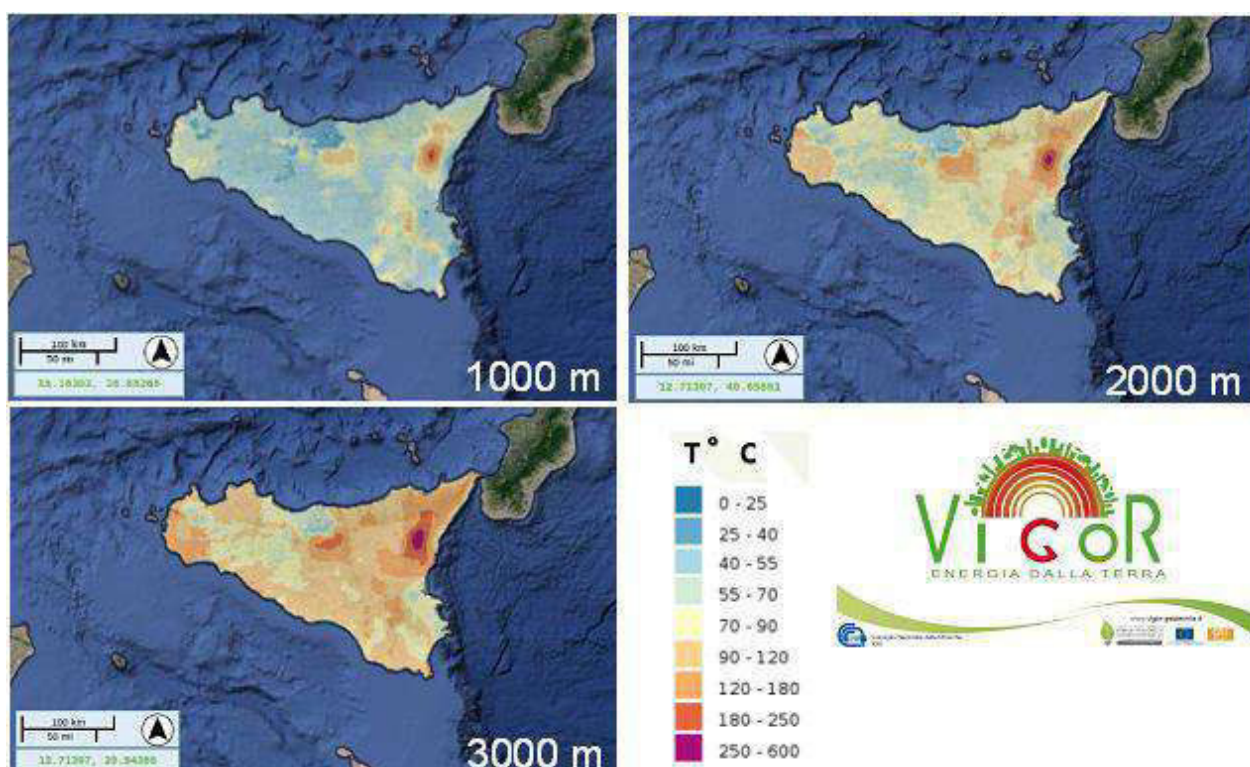 100 km
50 mi
1000 m
100 km
50 mi
2000 m
100 km
50 mi
3000 m
T° C
0 - 25
25 - 40
40 - 55
55 - 70
70 - 90
90 - 120
120 - 180
180 - 250
250 - 600
VIGOR
ENERGIA DALLA TERRA